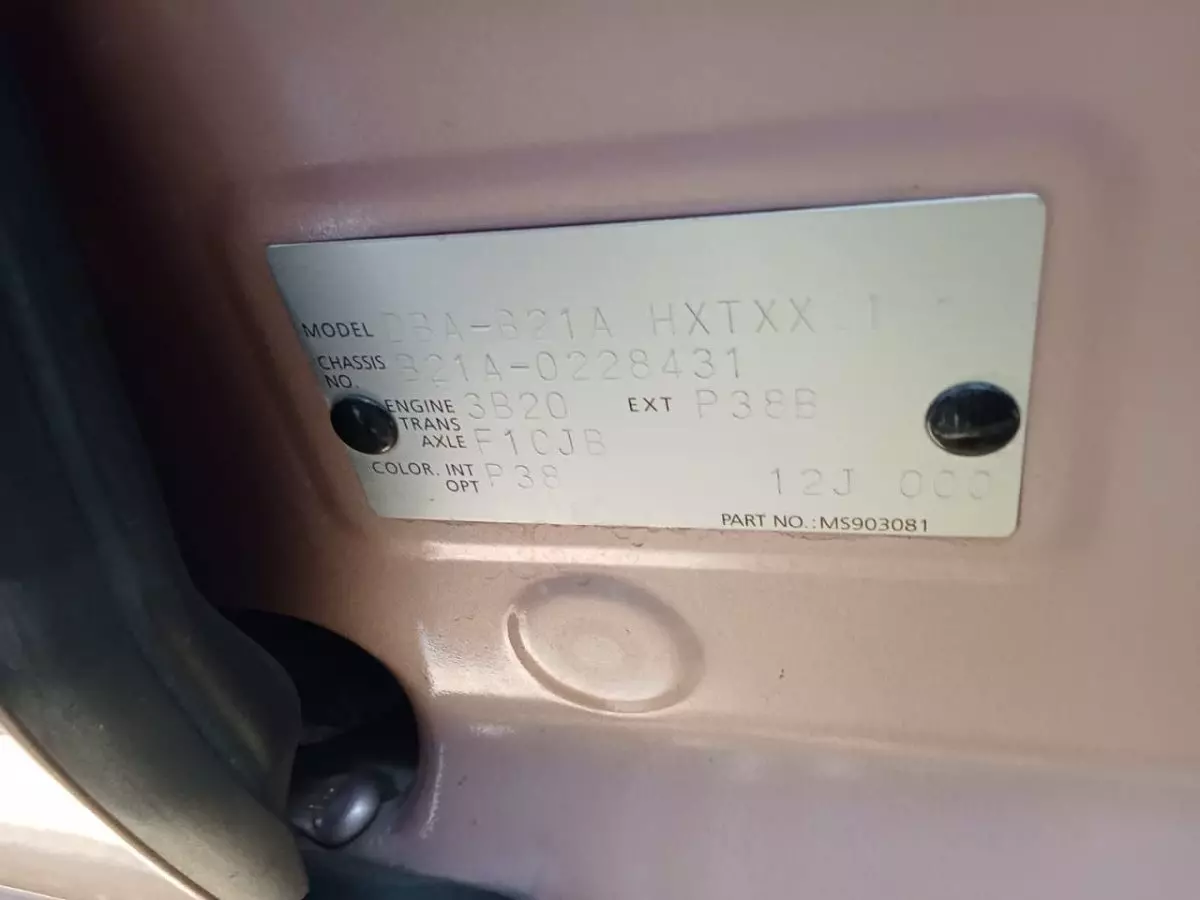 MODEL DBA-B21A HXTXX 1
CHASSIS NO. B21A-0228431
ENGINE 3B20 EXT P38B
TRANS AXLE F1CJB
COLOR. INT OPT P38 12J 000
PART NO.: MS903081